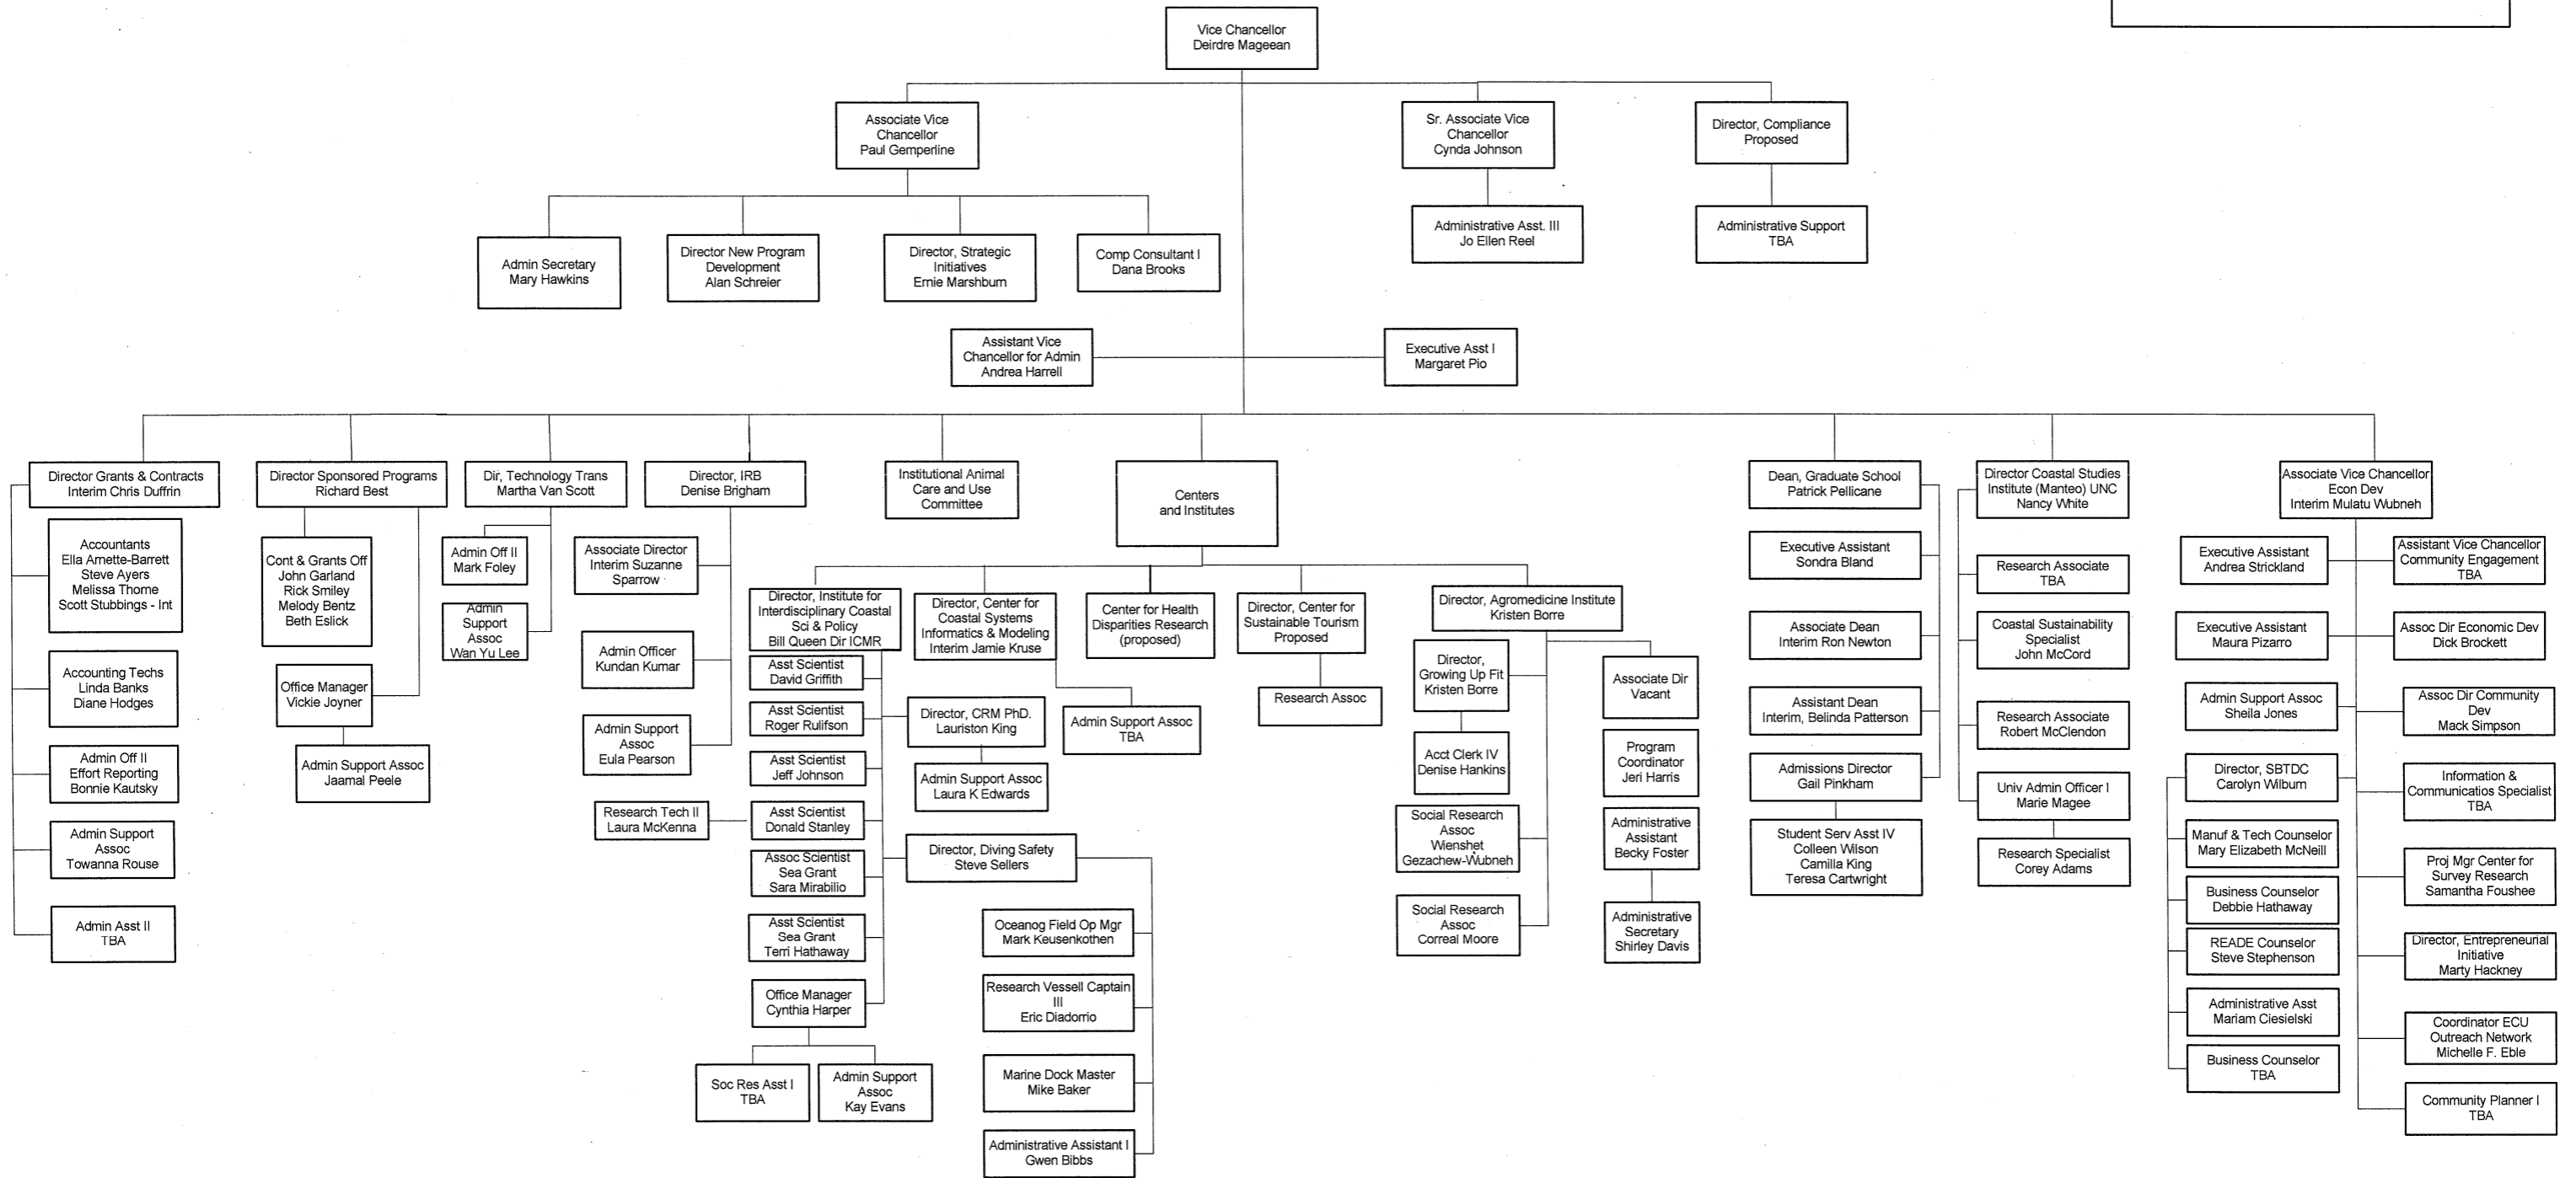 Vice Chancellor
Deirdre Mageean
Associate Vice
Chancellor
Paul Gemperline
Sr. Associate Vice
Chancellor
Cynda Johnson
Director, Compliance
Proposed
Administrative Asst. III
Jo Ellen Reel
Administrative Support
TBA
Admin Secretary
Mary Hawkins
Director New Program
Development
Alan Schreier
Director, Strategic
Initiatives
Ernie Marshburn
Comp Consultant I
Dana Brooks
Assistant Vice
Chancellor for Admin
Andrea Harrell
Executive Asst I
Margaret Pio
Director Grants & Contracts
Interim Chris Duffrin
Accountants
Ella Arnette-Barrett
Steve Ayers
Melissa Thorne
Scott Stubbings - Int
Accounting Techs
Linda Banks
Diane Hodges
Admin Off II
Effort Reporting
Bonnie Kautsky
Admin Support
Assoc
Towanna Rouse
Admin Asst II
TBA
Director Sponsored Programs
Richard Best
Cont & Grants Off
John Garland
Rick Smiley
Melody Bentz
Beth Eslick
Office Manager
Vickie Joyner
Admin Support Assoc
Jaamal Peele
Dir, Technology Trans
Martha Van Scott
Admin Off II
Mark Foley
Admin
Support
Assoc
Wan Yu Lee
Director, IRB
Denise Brigham
Associate Director
Interim Suzanne
Sparrow
Admin Officer
Kundan Kumar
Admin Support
Assoc
Eula Pearson
Institutional Animal
Care and Use
Committee
Centers
and Institutes
Director, Institute for
Interdisciplinary Coastal
Sci & Policy
Bill Queen Dir ICMR
Asst Scientist
David Griffith
Asst Scientist
Roger Rulifson
Asst Scientist
Jeff Johnson
Research Tech II
Laura McKenna
Asst Scientist
Donald Stanley
Assoc Scientist
Sea Grant
Sara Mirabilio
Asst Scientist
Sea Grant
Terri Hathaway
Office Manager
Cynthia Harper
Soc Res Asst I
TBA
Admin Support
Assoc
Kay Evans
Director, CRM PhD.
Lauriston King
Admin Support Assoc
Laura K Edwards
Director, Diving Safety
Steve Sellers
Oceanog Field Op Mgr
Mark Keusenkothen
Research Vessell Captain
III
Eric Diadorrio
Marine Dock Master
Mike Baker
Administrative Assistant I
Gwen Bibbs
Director, Center for
Coastal Systems
Informatics & Modeling
Interim Jamie Kruse
Admin Support Assoc
TBA
Center for Health
Disparities Research
(proposed)
Director, Center for
Sustainable Tourism
Proposed
Research Assoc
Director, Agromedicine Institute
Kristen Borre
Director,
Growing Up Fit
Kristen Borre
Acct Clerk IV
Denise Hankins
Social Research
Assoc
Wienshet
Gezachew-Wubneh
Social Research
Assoc
Correal Moore
Associate Dir
Vacant
Program
Coordinator
Jeri Harris
Administrative
Assistant
Becky Foster
Administrative
Secretary
Shirley Davis
Dean, Graduate School
Patrick Pellicane
Executive Assistant
Sondra Bland
Associate Dean
Interim Ron Newton
Assistant Dean
Interim, Belinda Patterson
Admissions Director
Gail Pinkham
Student Serv Asst IV
Colleen Wilson
Camilla King
Teresa Cartwright
Director Coastal Studies
Institute (Manteo) UNC
Nancy White
Research Associate
TBA
Coastal Sustainability
Specialist
John McCord
Research Associate
Robert McClendon
Univ Admin Officer I
Marie Magee
Research Specialist
Corey Adams
Associate Vice Chancellor
Econ Dev
Interim Mulatu Wubneh
Executive Assistant
Andrea Strickland
Assistant Vice Chancellor
Community Engagement
TBA
Executive Assistant
Maura Pizarro
Assoc Dir Economic Dev
Dick Brockett
Admin Support Assoc
Sheila Jones
Assoc Dir Community
Dev
Mack Simpson
Director, SBTDC
Carolyn Wilburn
Information &
Communicatios Specialist
TBA
Manuf & Tech Counselor
Mary Elizabeth McNeill
Proj Mgr Center for
Survey Research
Samantha Foushee
Business Counselor
Debbie Hathaway
READE Counselor
Steve Stephenson
Director, Entrepreneurial
Initiative
Marty Hackney
Administrative Asst
Mariam Ciesielski
Coordinator ECU
Outreach Network
Michelle F. Eble
Business Counselor
TBA
Community Planner I
TBA